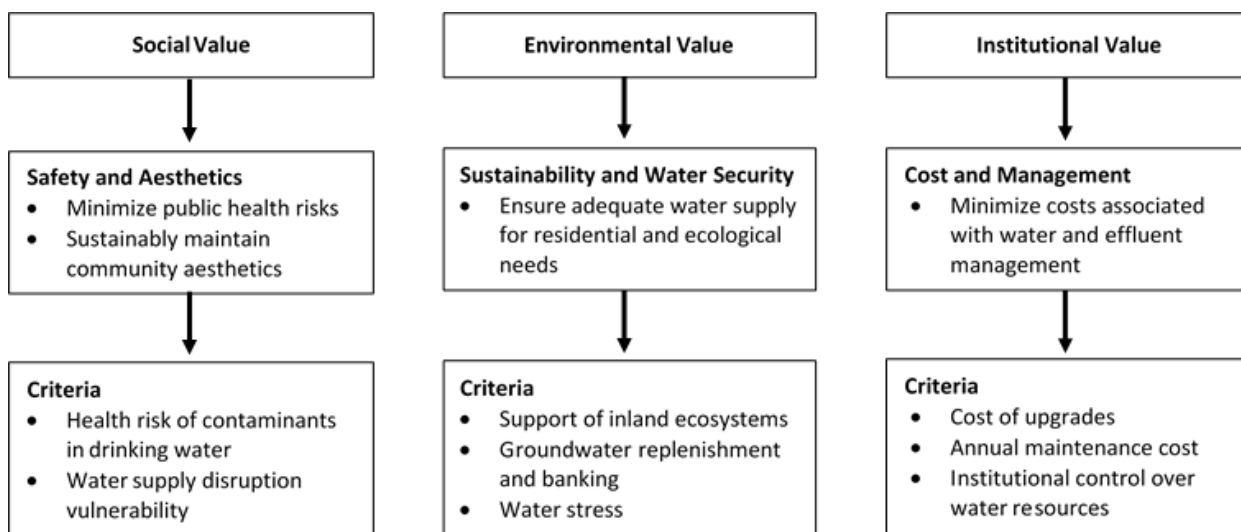 Social Value
Environmental Value
Institutional Value
Safety and Aesthetics
• Minimize public health risks
• Sustainably maintain
community aesthetics
Sustainability and Water Security
• Ensure adequate water supply
for residential and ecological
needs
Cost and Management
• Minimize costs associated
with water and effluent
management
Criteria
• Health risk of contaminants
in drinking water
• Water supply disruption
vulnerability
Criteria
• Support of inland ecosystems
• Groundwater replenishment
and banking
• Water stress
Criteria
• Cost of upgrades
• Annual maintenance cost
• Institutional control over
water resources